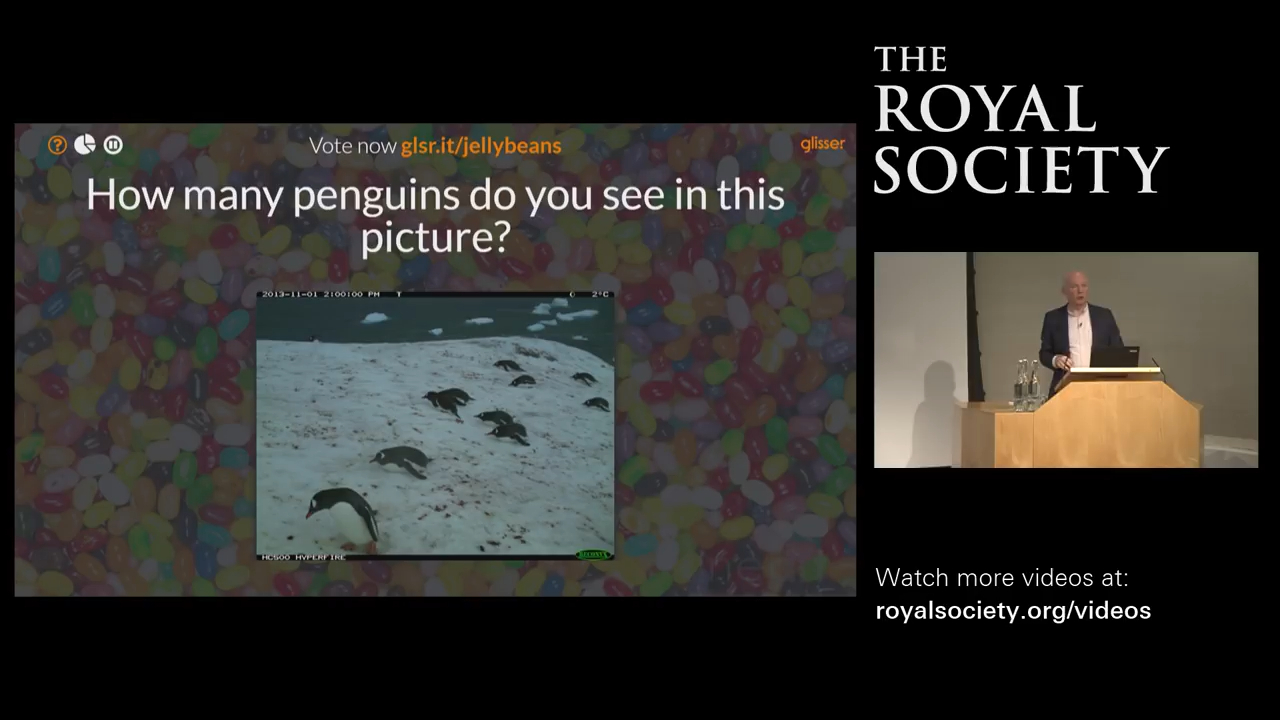 Vote now glsr.it/jellybeans
glisser
How many penguins do you see in this
picture?
2013-11-01 2:00:00 PM T 2°C
HC500 HYPERFIRE
THE
ROYAL
SOCIETY
Watch more videos at:
royalsociety.org/videos